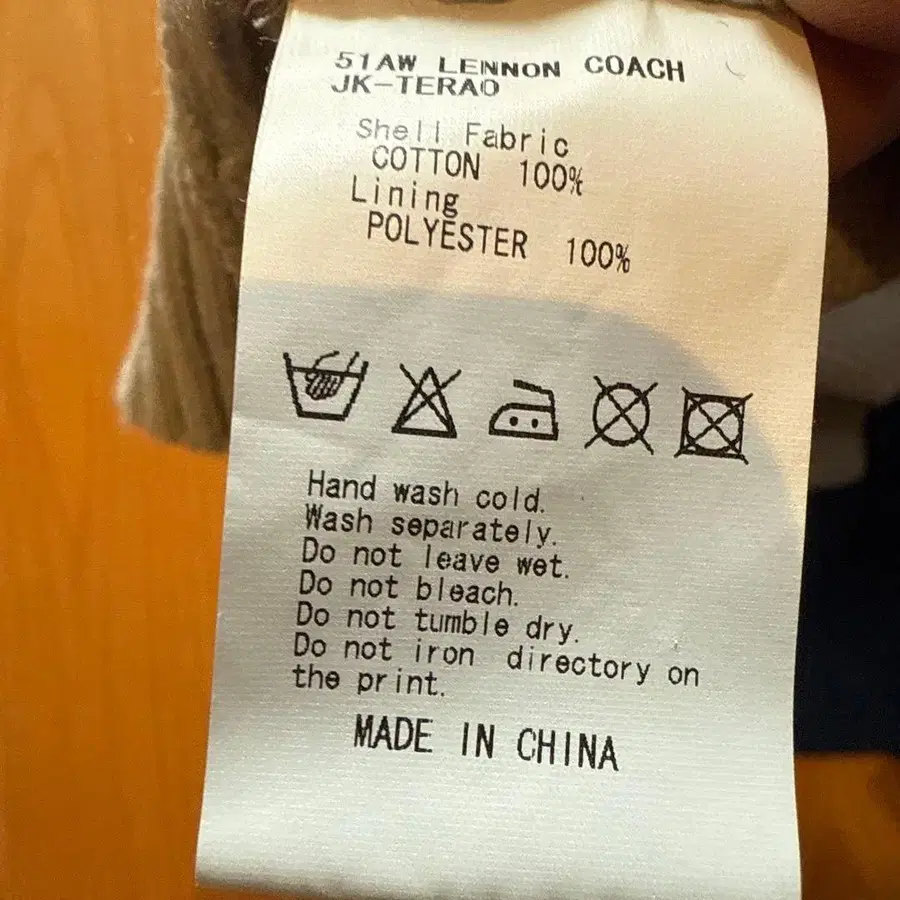 51AW LENNON COACH
JK-TERAO
Shell Fabric
COTTON 100%
Lining
POLYESTER 100%
Hand wash cold.
Wash separately.
Do not leave wet.
Do not bleach.
Do not tumble dry.
Do not iron directory on
the print.
MADE IN CHINA